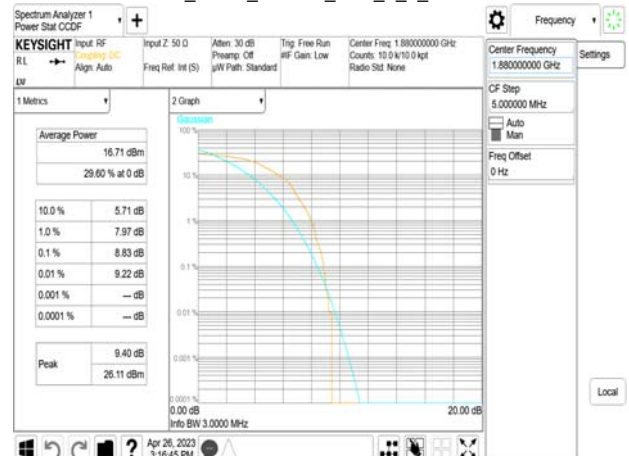 Spectrum Analyzer 1
Power Stat CCDF
Frequency
KEYSIGHT
Input: RF
Coupling: DC
Align: Auto
Input Z: 50 Ω
Freq Ref: Int (S)
Atten: 30 dB
Preamp: Off
µW Path: Standard
Trig: Free Run
#IF Gain: Low
Center Freq: 1.880000000 GHz
Counts: 10.0 k/10.0 kpt
Radio Std: None
RL
Center Frequency
1.880000000 GHz
Settings
CF Step
5.000000 MHz
Auto
Man
Freq Offset
0 Hz
1 Metrics
2 Graph
Average Power
16.71 dBm
29.60 % at 0 dB
10.0 % 5.71 dB
1.0 % 7.97 dB
0.1 % 8.83 dB
0.01 % 9.22 dB
0.001 % --- dB
0.0001 % --- dB
Peak
9.40 dB
26.11 dBm
Gaussian
100 %
10 %
1 %
0.1 %
0.01 %
0.001 %
0.0001 %
0.00 dB
20.00 dB
Info BW 3.0000 MHz
Local
Apr 26, 2023
3:16:45 PM